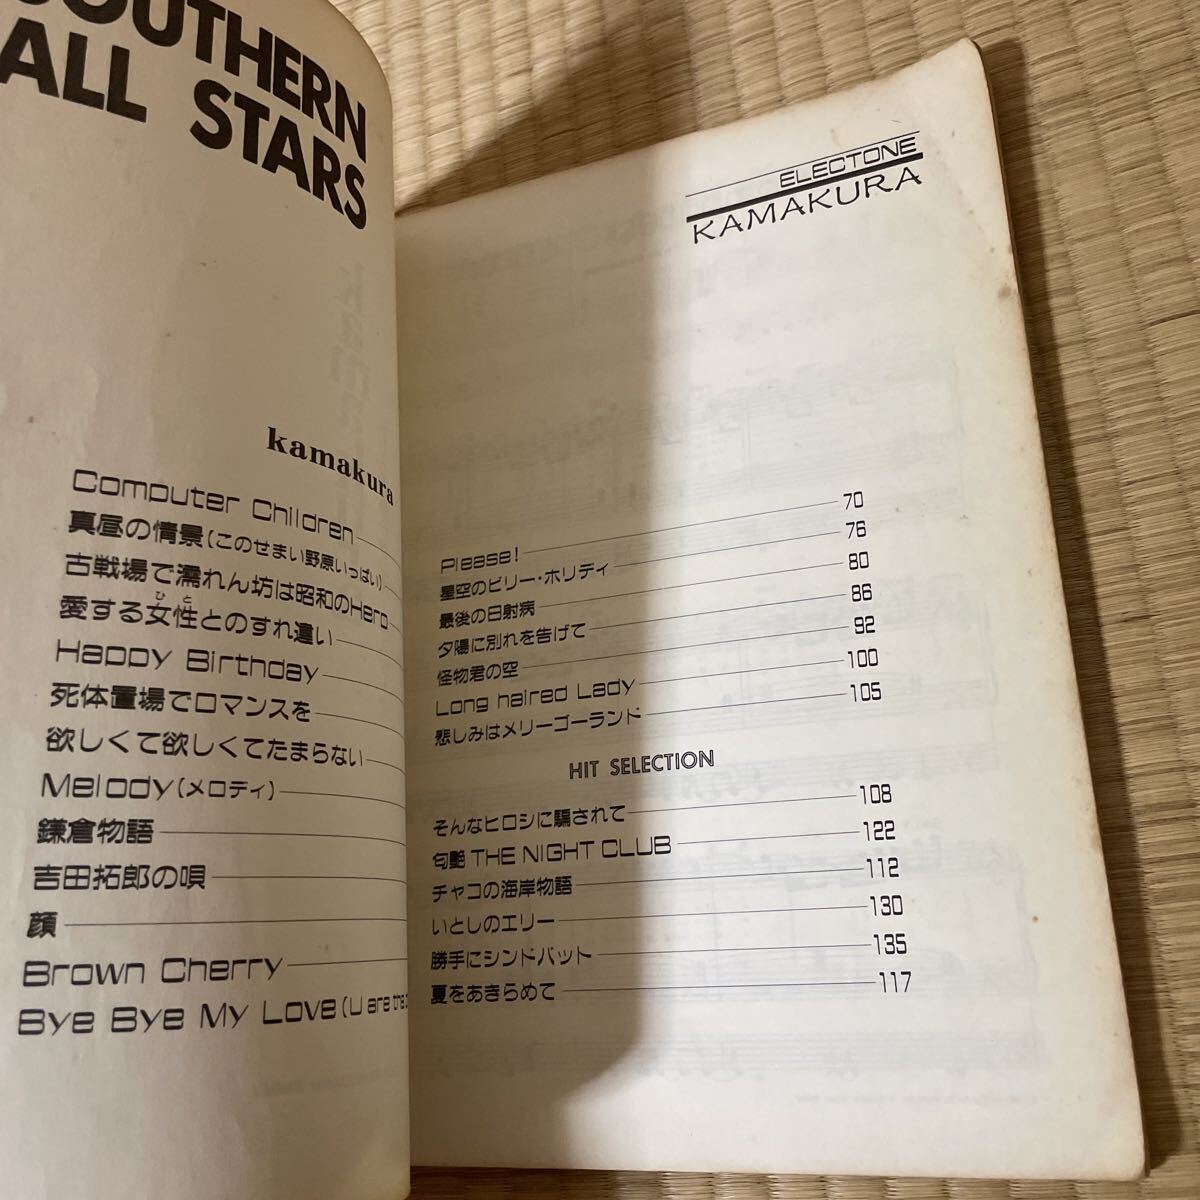 SOUTHERN
ALL STARS
kamakura
Computer Children
真昼の情景(このせまい野原いっぱい)
古戦場で濡れん坊は昭和のHero
愛する女性とのすれ違い
ひと
Happy Birthday
死体置場でロマンスを
欲しくて欲しくてたまらない
Melody(メロディ)
鎌倉物語
吉田拓郎の唄
顔
Brown Cherry
Bye Bye My Love(U are the
ELECTONE
KAMAKURA
Please! 70
星空のビリー・ホリディ 76
最後の日射病 80
夕陽に別れを告げて 86
怪物君の空 92
Long haired Lady 100
悲しみはメリーゴーランド 105
HIT SELECTION
そんなヒロシに騙されて 108
匂艶 THE NIGHT CLUB 122
チャコの海岸物語 112
いとしのエリー 130
勝手にシンドバット 135
夏をあきらめて 117